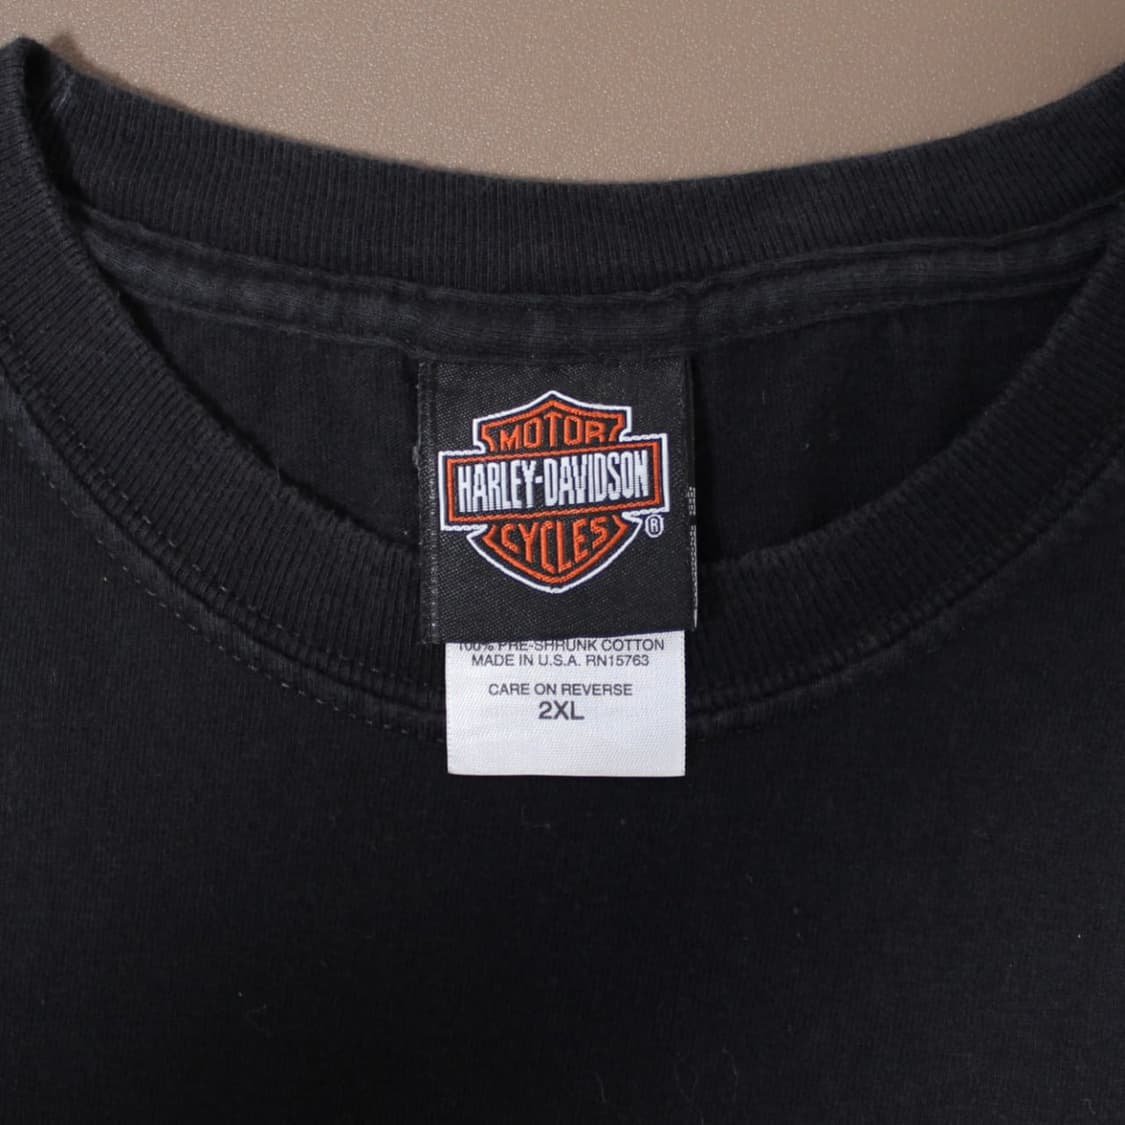 MOTOR
HARLEY-DAVIDSON
CYCLES
®
100% PRE-SHRUNK COTTON
MADE IN U.S.A. RN15763
CARE ON REVERSE
2XL